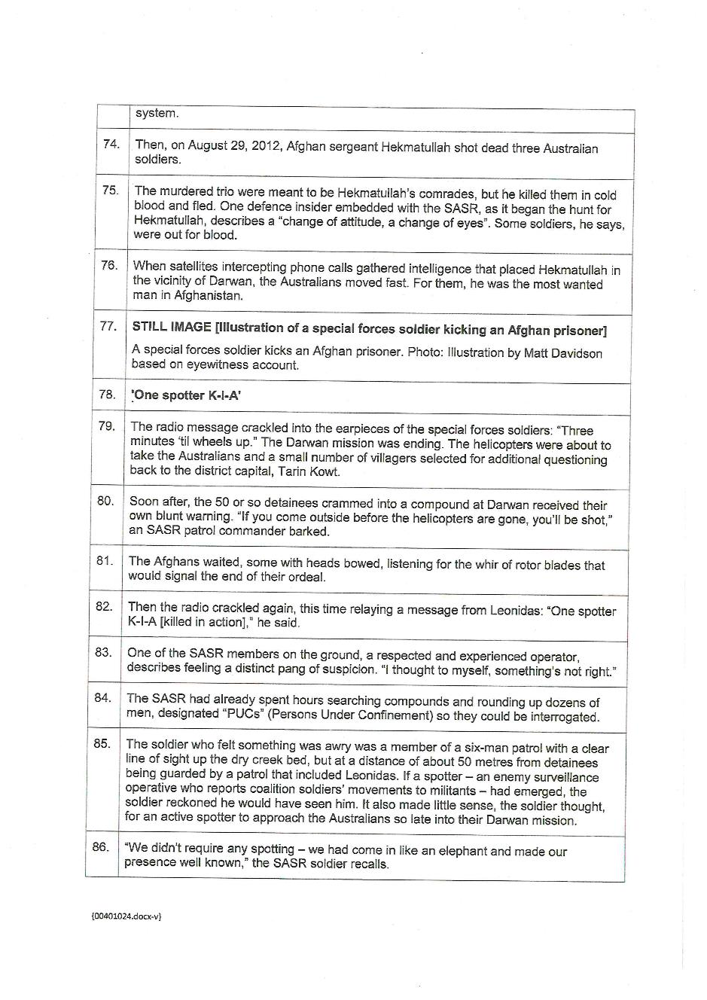 system.
74. Then, on August 29, 2012, Afghan sergeant Hekmatullah shot dead three Australian
soldiers.
75. The murdered trio were meant to be Hekmatullah's comrades, but he killed them in cold
blood and fled. One defence insider embedded with the SASR, as it began the hunt for
Hekmatullah, describes a “change of attitude, a change of eyes”. Some soldiers, he says,
were out for blood.
76. When satellites intercepting phone calls gathered intelligence that placed Hekmatullah in
the vicinity of Darwan, the Australians moved fast. For them, he was the most wanted
man in Afghanistan.
77. STILL IMAGE [Illustration of a special forces soldier kicking an Afghan prisoner]
A special forces soldier kicks an Afghan prisoner. Photo: Illustration by Matt Davidson
based on eyewitness account.
78. 'One spotter K-I-A'
79. The radio message crackled into the earpieces of the special forces soldiers: “Three
minutes 'til wheels up.” The Darwan mission was ending. The helicopters were about to
take the Australians and a small number of villagers selected for additional questioning
back to the district capital, Tarin Kowt.
80. Soon after, the 50 or so detainees crammed into a compound at Darwan received their
own blunt warning. “If you come outside before the helicopters are gone, you'll be shot,”
an SASR patrol commander barked.
81. The Afghans waited, some with heads bowed, listening for the whir of rotor blades that
would signal the end of their ordeal.
82. Then the radio crackled again, this time relaying a message from Leonidas: “One spotter
K-I-A [killed in action],” he said.
83. One of the SASR members on the ground, a respected and experienced operator,
describes feeling a distinct pang of suspicion. “I thought to myself, something's not right.”
84. The SASR had already spent hours searching compounds and rounding up dozens of
men, designated “PUCs” (Persons Under Confinement) so they could be interrogated.
85. The soldier who felt something was awry was a member of a six-man patrol with a clear
line of sight up the dry creek bed, but at a distance of about 50 metres from detainees
being guarded by a patrol that included Leonidas. If a spotter – an enemy surveillance
operative who reports coalition soldiers' movements to militants – had emerged, the
soldier reckoned he would have seen him. It also made little sense, the soldier thought,
for an active spotter to approach the Australians so late into their Darwan mission.
86. “We didn't require any spotting – we had come in like an elephant and made our
presence well known,” the SASR soldier recalls.
{00401024.docx-v}